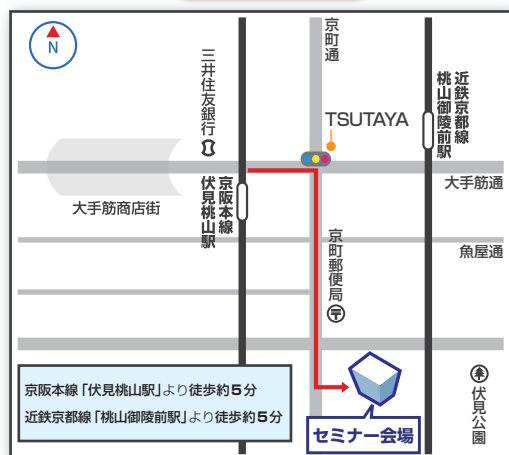 N
京町通
三井住友銀行
TSUTAYA
近鉄京都線
桃山御陵前駅
大手筋通
京阪本線
伏見桃山駅
大手筋商店街
京町郵便局
〒
魚屋通
京阪本線「伏見桃山駅」より徒歩約5分
近鉄京都線「桃山御陵前駅」より徒歩約5分
セミナー会場
伏見公園